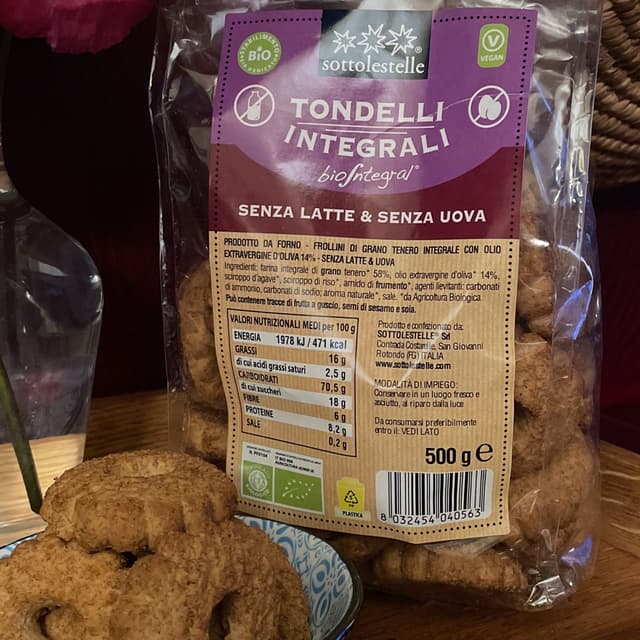 STABILIMENTO
BIO
sottolestelle®
V
VEGAN
TONDELLI
INTEGRALI
bioIntegral®
SENZA LATTE & SENZA UOVA
PRODOTTO DA FORNO - FROLLINI DI GRANO TENERO INTEGRALE CON OLIO
EXTRAVERGINE D'OLIVA 14% - SENZA LATTE & UOVA
Ingredienti: farina integrale di grano tenero* 58%, olio extravergine d'oliva* 14%,
sciroppo d'agave*, sciroppo di riso*, amido di frumento*, agenti lievitanti: carbonati
di ammonio, carbonati di sodio; aroma naturale*, sale. *da Agricoltura Biologica
Può contenere tracce di frutta a guscio, semi di sesamo e soia.
VALORI NUTRIZIONALI MEDI per 100 g
ENERGIA 1978 kJ / 471 kcal
GRASSI 16 g
di cui acidi grassi saturi 2,5 g
CARBOIDRATI 70,5 g
di cui zuccheri 18 g
FIBRE 6 g
PROTEINE 8,2 g
SALE 0,2 g
Prodotto e confezionato da:
SOTTOLESTELLE® Srl
Contrada Costarelle, San Giovanni
Rotondo (FG) ITALIA
www.sottolestelle.com
MODALITÀ DI IMPIEGO:
Conservare in un luogo fresco e
asciutto, al riparo dalla luce
Da consumarsi preferibilmente
entro il: VEDI LATO
500 g e
PLASTICA
8 032454 040563